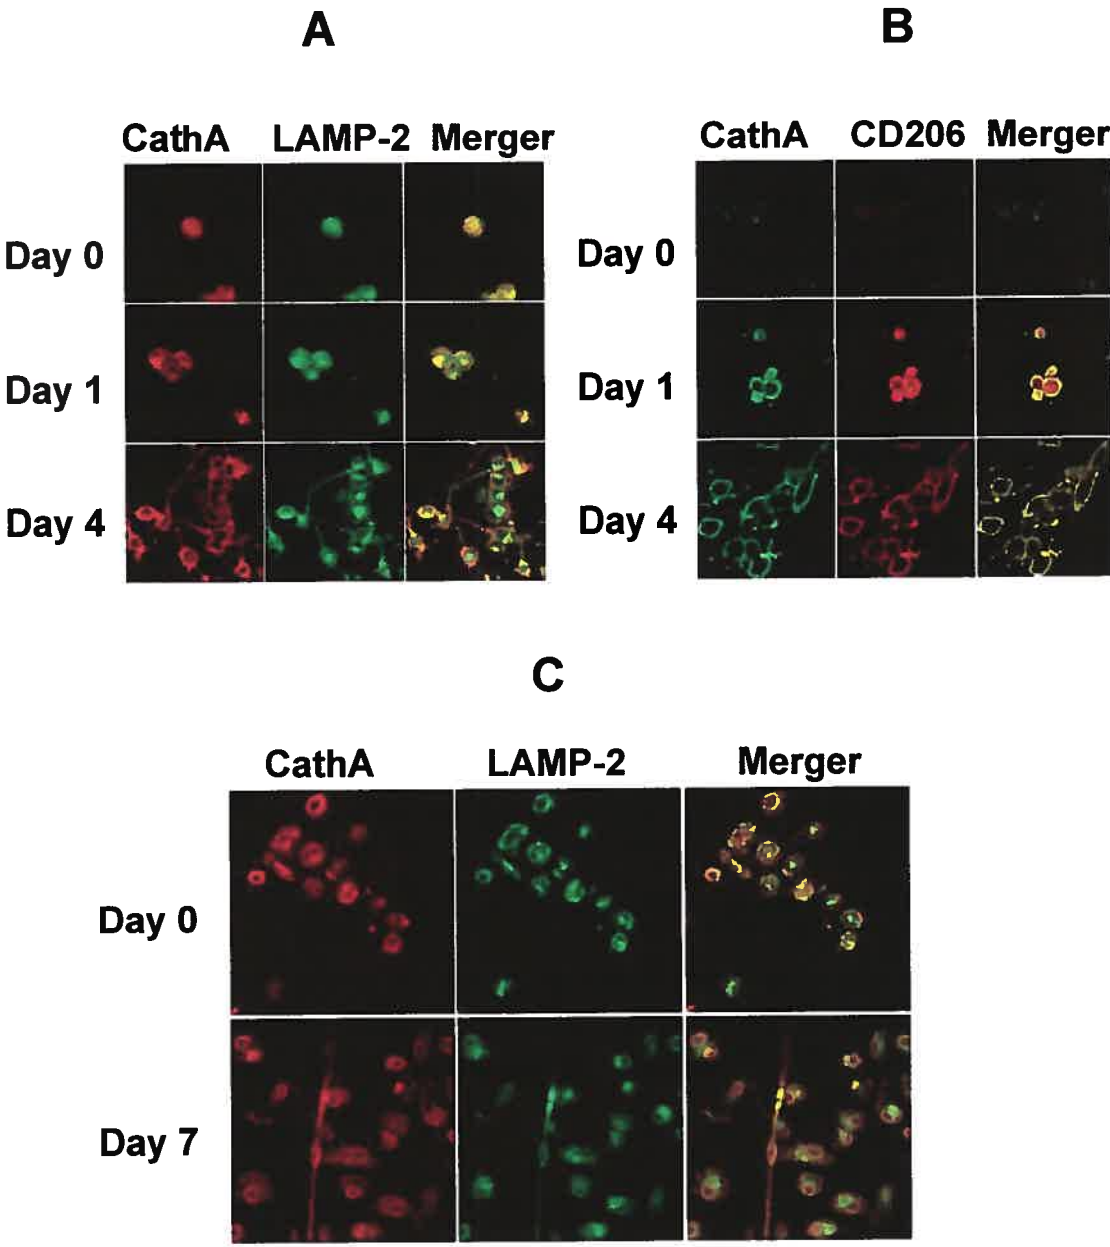 A
CathA LAMP-2 Merger
Day 0
Day 1
Day 4
B
CathA CD206 Merger
Day 0
Day 1
Day 4
C
CathA LAMP-2 Merger
Day 0
Day 7